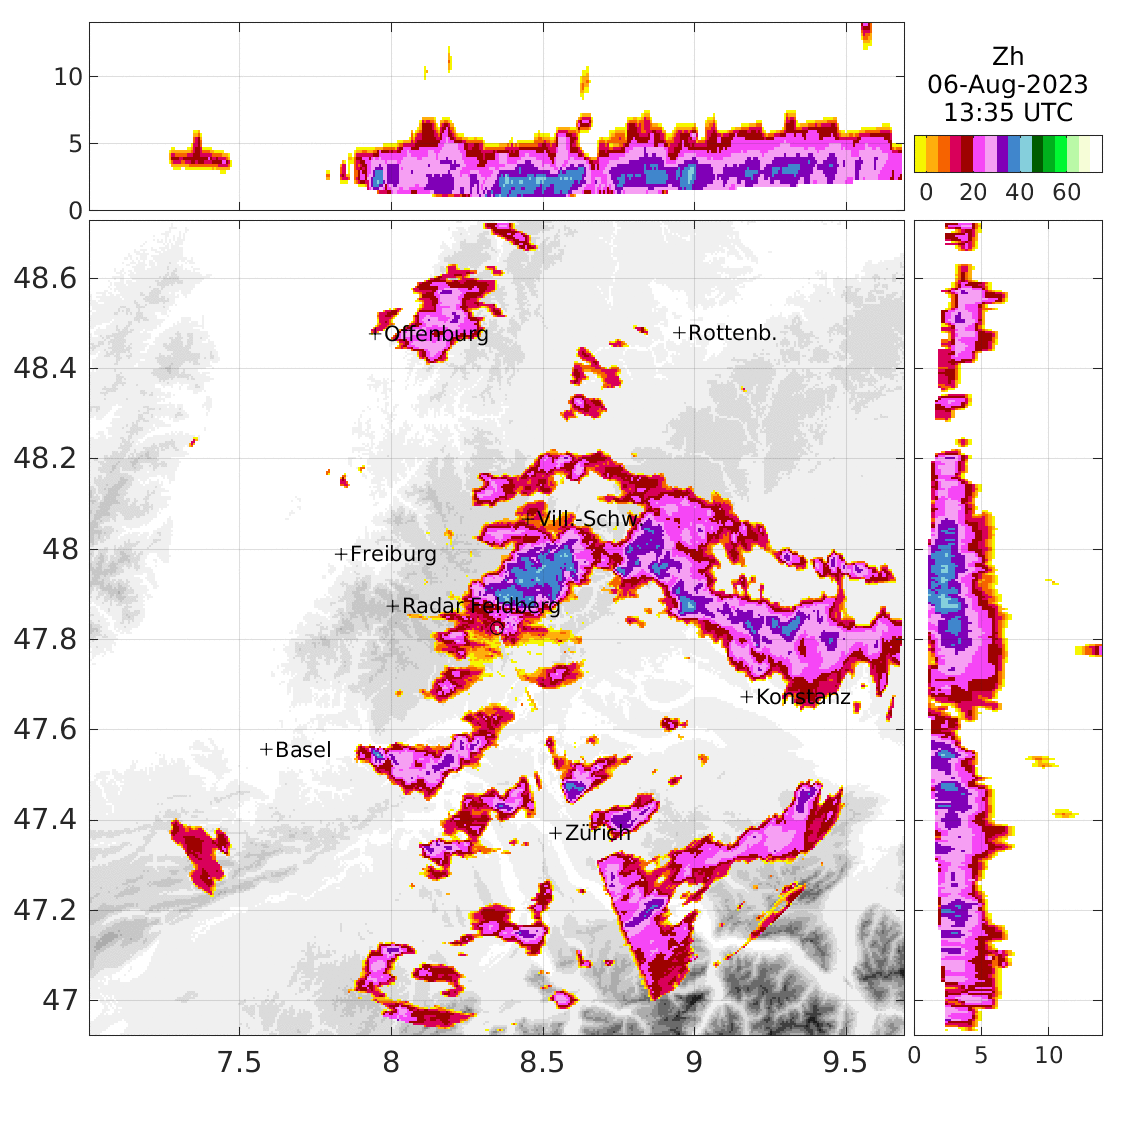 10
5
0
Zh
06-Aug-2023
13:35 UTC
0 20 40 60
48.6
48.4
48.2
48
47.8
47.6
47.4
47.2
47
+Offenburg
+Rottenb.
+Vill.-Schw.
+Freiburg
+Radar Feldberg
+Konstanz
+Basel
+Zürich
7.5 8 8.5 9 9.5
0 5 10